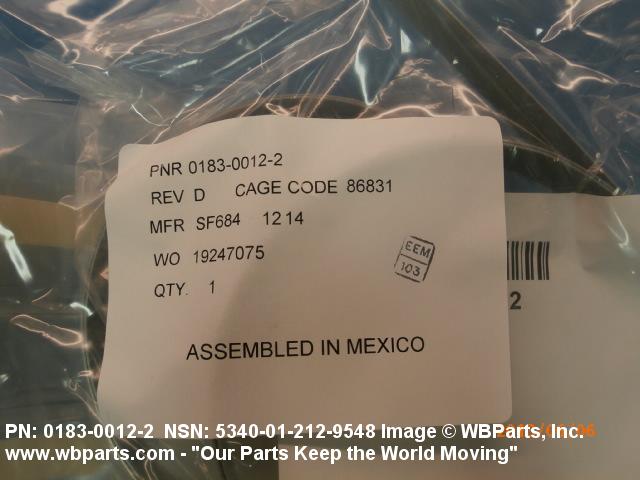 PNR 0183-0012-2
REV D CAGE CODE 86831
MFR SF684 12 14
WO 19247075
EEM
103
QTY. 1
2
ASSEMBLED IN MEXICO
PN: 0183-0012-2 NSN: 5340-01-212-9548 Image © WBParts, Inc.
www.wbparts.com - "Our Parts Keep the World Moving"